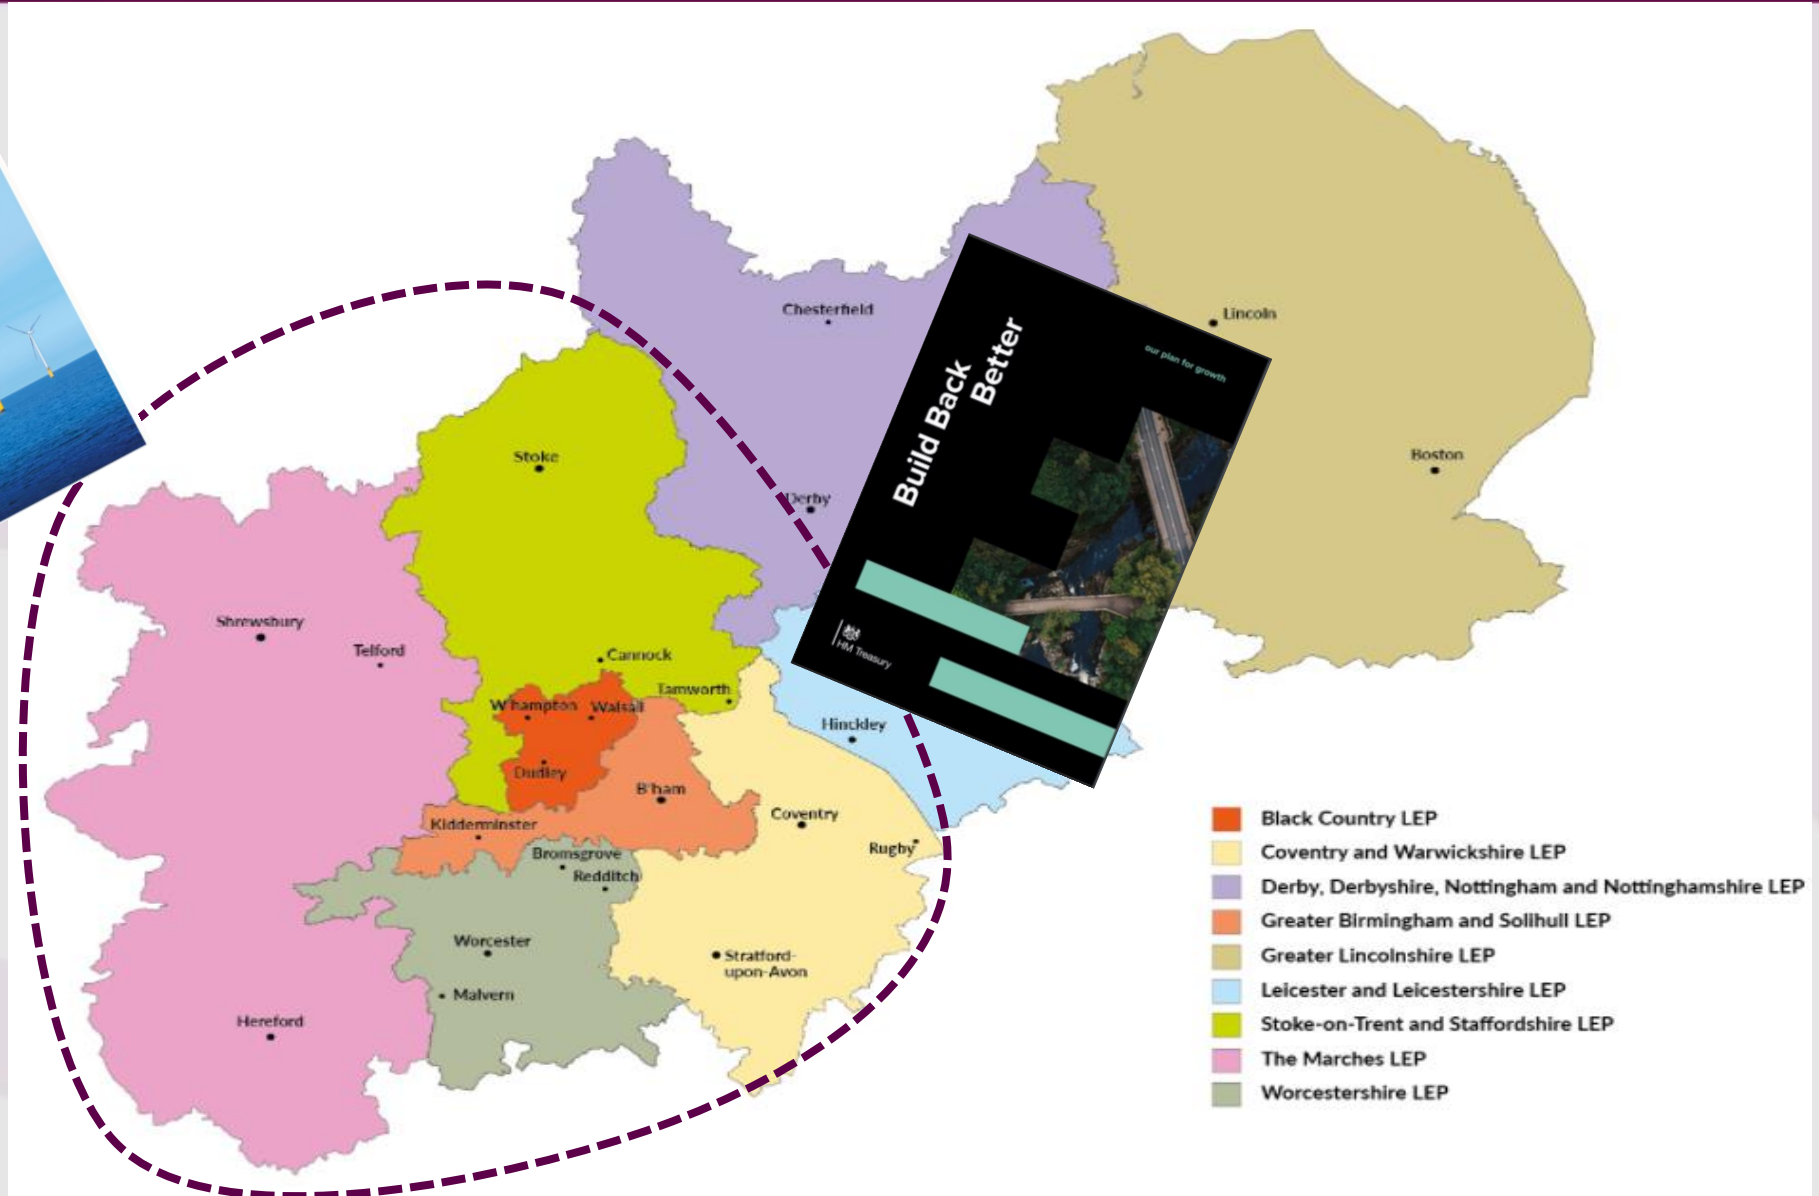 Chesterfield
Lincoln
our plan for growth
Build Back
Better
Stoke
Boston
Derby
Shrewsbury
Telford
HM Treasury
Cannock
Tamworth
W'hampton
Walsall
Hinckley
Dudley
B'ham
Coventry
Kidderminster
Rugby
Bromsgrove
Redditch
Worcester
Stratford-
upon-Avon
Malvern
Hereford
Black Country LEP
Coventry and Warwickshire LEP
Derby, Derbyshire, Nottingham and Nottinghamshire LEP
Greater Birmingham and Solihull LEP
Greater Lincolnshire LEP
Leicester and Leicestershire LEP
Stoke-on-Trent and Staffordshire LEP
The Marches LEP
Worcestershire LEP